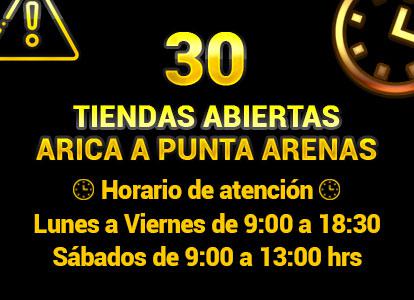 30
TIENDAS ABIERTAS
ARICA A PUNTA ARENAS
Horario de atención
Lunes a Viernes de 9:00 a 18:30
Sábados de 9:00 a 13:00 hrs